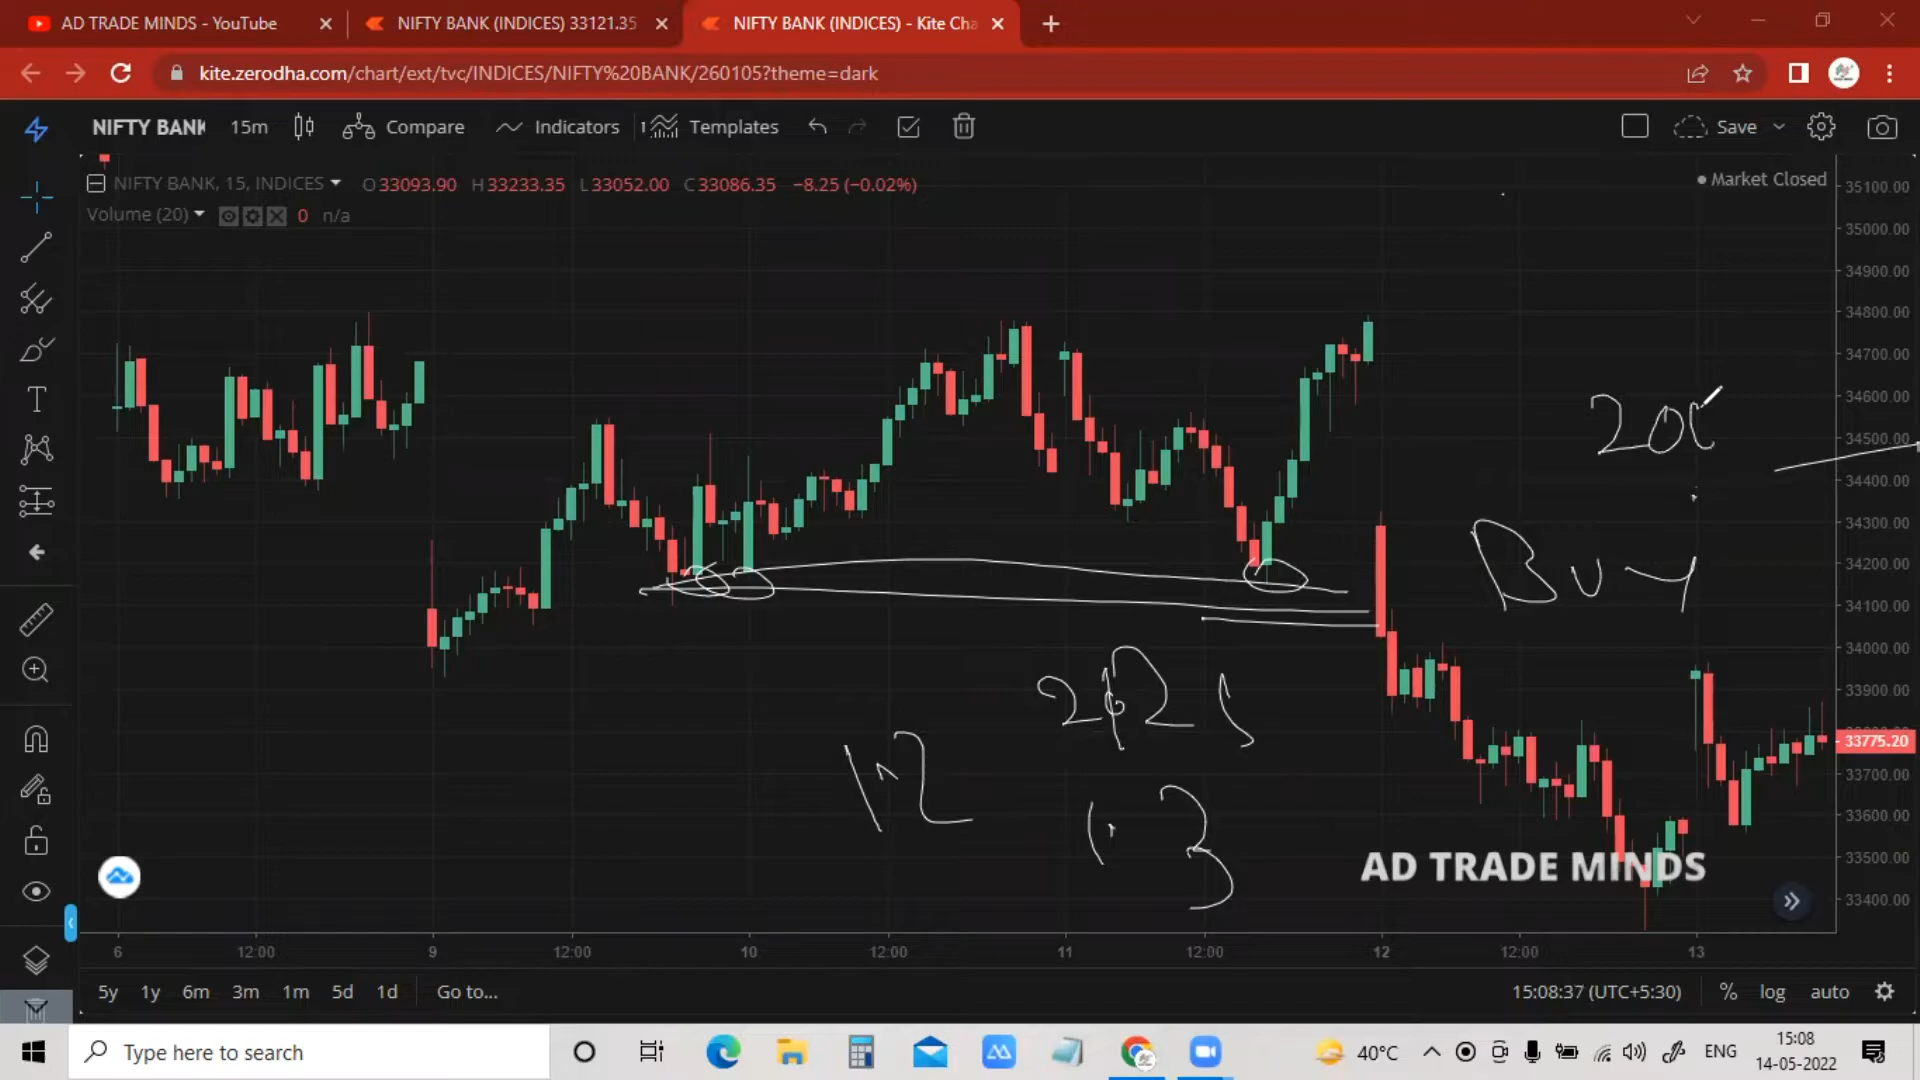 AD TRADE MINDS - YouTube
NIFTY BANK (INDICES) 33121.35
NIFTY BANK (INDICES) - Kite Cha
kite.zerodha.com/chart/ext/tvc/INDICES/NIFTY%20BANK/260105?theme=dark
NIFTY BANK 15m Compare Indicators Templates Save
NIFTY BANK, 15, INDICES O33093.90 H33233.35 L33052.00 C33086.35 −8.25 (−0.02%)
Market Closed
Volume (20) 0 n/a
35100.00
35000.00
34900.00
34800.00
34700.00
34600.00
34500.00
34400.00
34300.00
34200.00
34100.00
34000.00
33900.00
33775.20
33700.00
33600.00
33500.00
33400.00
200
Buy
AD TRADE MINDS
6 12:00 9 12:00 10 12:00 11 12:00 12 12:00 13
5y 1y 6m 3m 1m 5d 1d Go to... 15:08:37 (UTC+5:30) % log auto
Type here to search
40°C ENG
15:08
14-05-2022